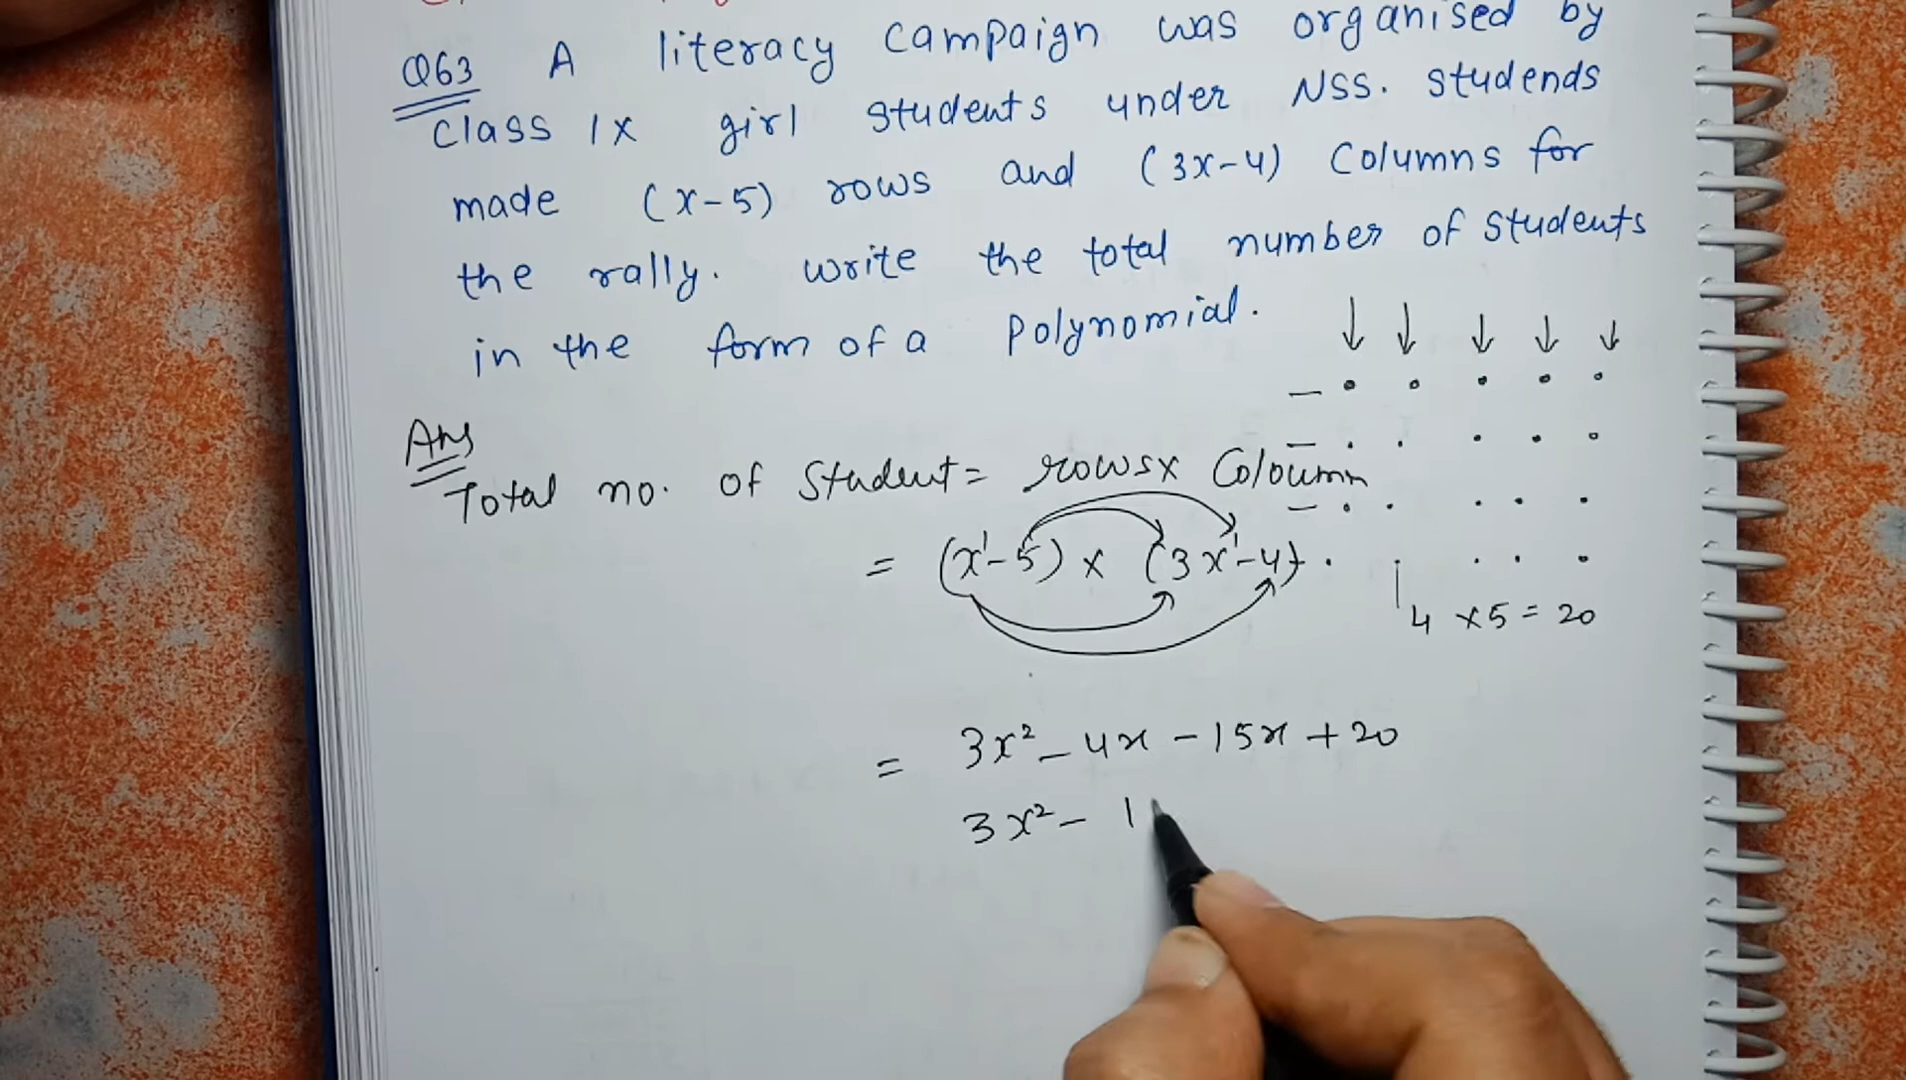 Q63 A literacy campaign was organised by
class IX girl students under NSS. studends
made (x-5) rows and (3x-4) columns for
the rally. write the total number of students
in the form of a polynomial.
Ans
Total no. of student = rows x Coloumn
= (x¹-5) x (3x¹-4).
4 x 5 = 20
= 3x² - 4x - 15x + 20
3x² - 1